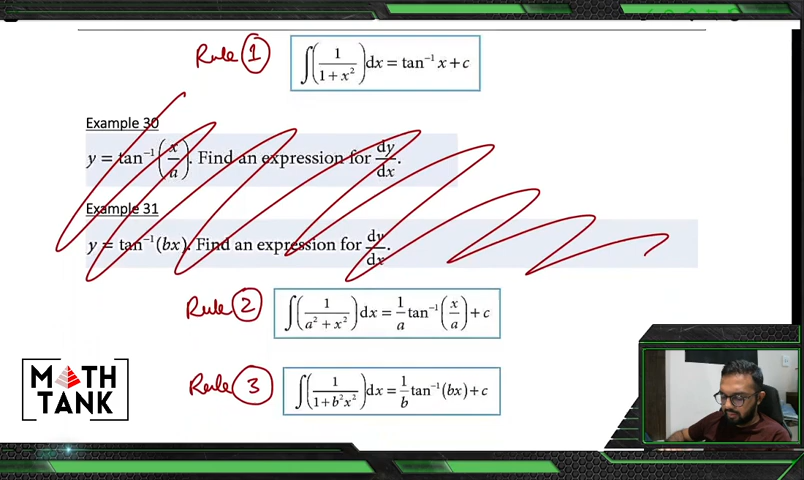 Rule 1 ∫(1/(1+x²))dx = tan⁻¹ x + c
Example 30
y = tan⁻¹(x/a). Find an expression for dy/dx.
Example 31
y = tan⁻¹(bx). Find an expression for dy/dx.
Rule 2 ∫(1/(a² + x²))dx = 1/a tan⁻¹(x/a) + c
Rule 3 ∫(1/(1+b²x²))dx = 1/b tan⁻¹(bx) + c
MATH
TANK